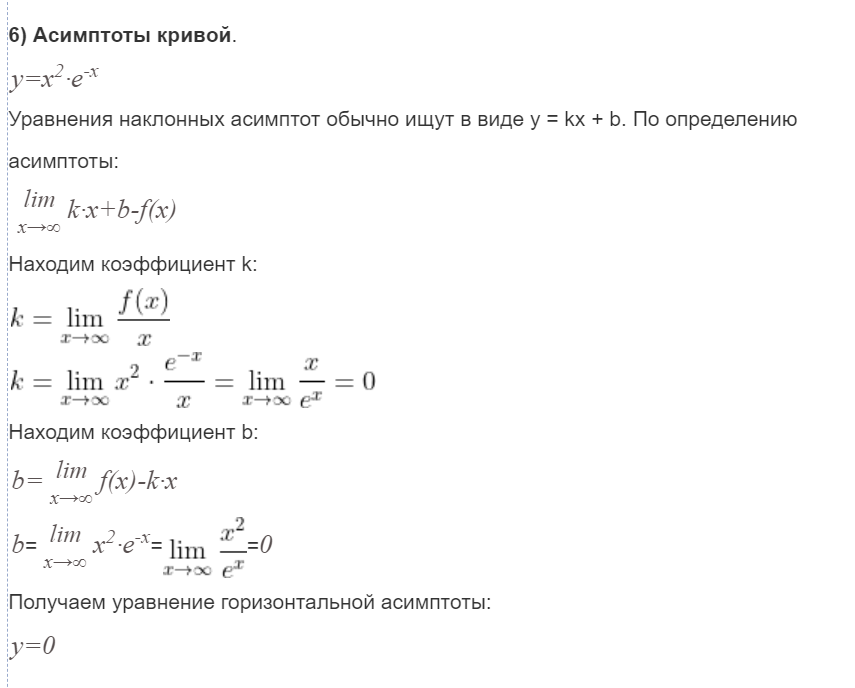 6) Асимптоты кривой.
y=x²·e⁻ˣ
Уравнения наклонных асимптот обычно ищут в виде y = kx + b. По определению
асимптоты:
lim x→∞ k·x+b-f(x)
Находим коэффициент k:
k = lim x→∞ f(x)/x
k = lim x→∞ x² · e⁻ˣ/x = lim x→∞ x/eˣ = 0
Находим коэффициент b:
b= lim x→∞ f(x)-k·x
b= lim x→∞ x²·e⁻ˣ= lim x→∞ x²/eˣ=0
Получаем уравнение горизонтальной асимптоты:
y=0